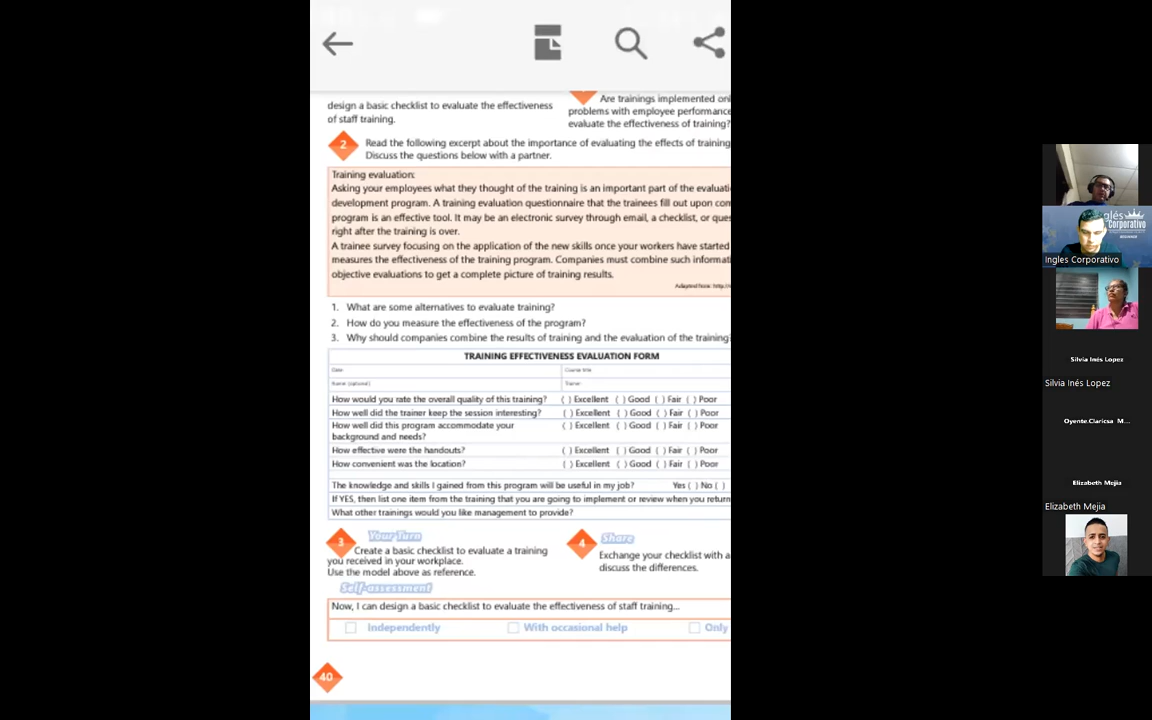 design a basic checklist to evaluate the effectiveness
of staff training.
Are trainings implemented onl
problems with employee performance
evaluate the effectiveness of training?
2 Read the following excerpt about the importance of evaluating the effects of training
Discuss the questions below with a partner.
Training evaluation:
Asking your employees what they thought of the training is an important part of the evaluati
development program. A training evaluation questionnaire that the trainees fill out upon com
program is an effective tool. It may be an electronic survey through email, a checklist, or ques
right after the training is over.
A trainee survey focusing on the application of the new skills once your workers have started
measures the effectiveness of the training program. Companies must combine such informati
objective evaluations to get a complete picture of training results.
Adapted from: http://
1. What are some alternatives to evaluate training?
2. How do you measure the effectiveness of the program?
3. Why should companies combine the results of training and the evaluation of the training?
TRAINING EFFECTIVENESS EVALUATION FORM
Date: Course title:
Name (optional) Trainer:
How would you rate the overall quality of this training? ( ) Excellent ( ) Good ( ) Fair ( ) Poor
How well did the trainer keep the session interesting? ( ) Excellent ( ) Good ( ) Fair ( ) Poor
How well did this program accommodate your ( ) Excellent ( ) Good ( ) Fair ( ) Poor
background and needs?
How effective were the handouts? ( ) Excellent ( ) Good ( ) Fair ( ) Poor
How convenient was the location? ( ) Excellent ( ) Good ( ) Fair ( ) Poor
The knowledge and skills I gained from this program will be useful in my job? Yes ( ) No ( )
If YES, then list one item from the training that you are going to implement or review when you return
What other trainings would you like management to provide?
3 Your Turn
Create a basic checklist to evaluate a training
you received in your workplace.
Use the model above as reference.
4 Share
Exchange your checklist with a
discuss the differences.
Self-assessment
Now, I can design a basic checklist to evaluate the effectiveness of staff training...
Independently With occasional help Only
40
glés
Corporativo
Ingles Corporativo
Silvia Inés Lopez
Silvia Inés Lopez
Oyente.Claricsa M...
Elizabeth Mejia
Elizabeth Mejia